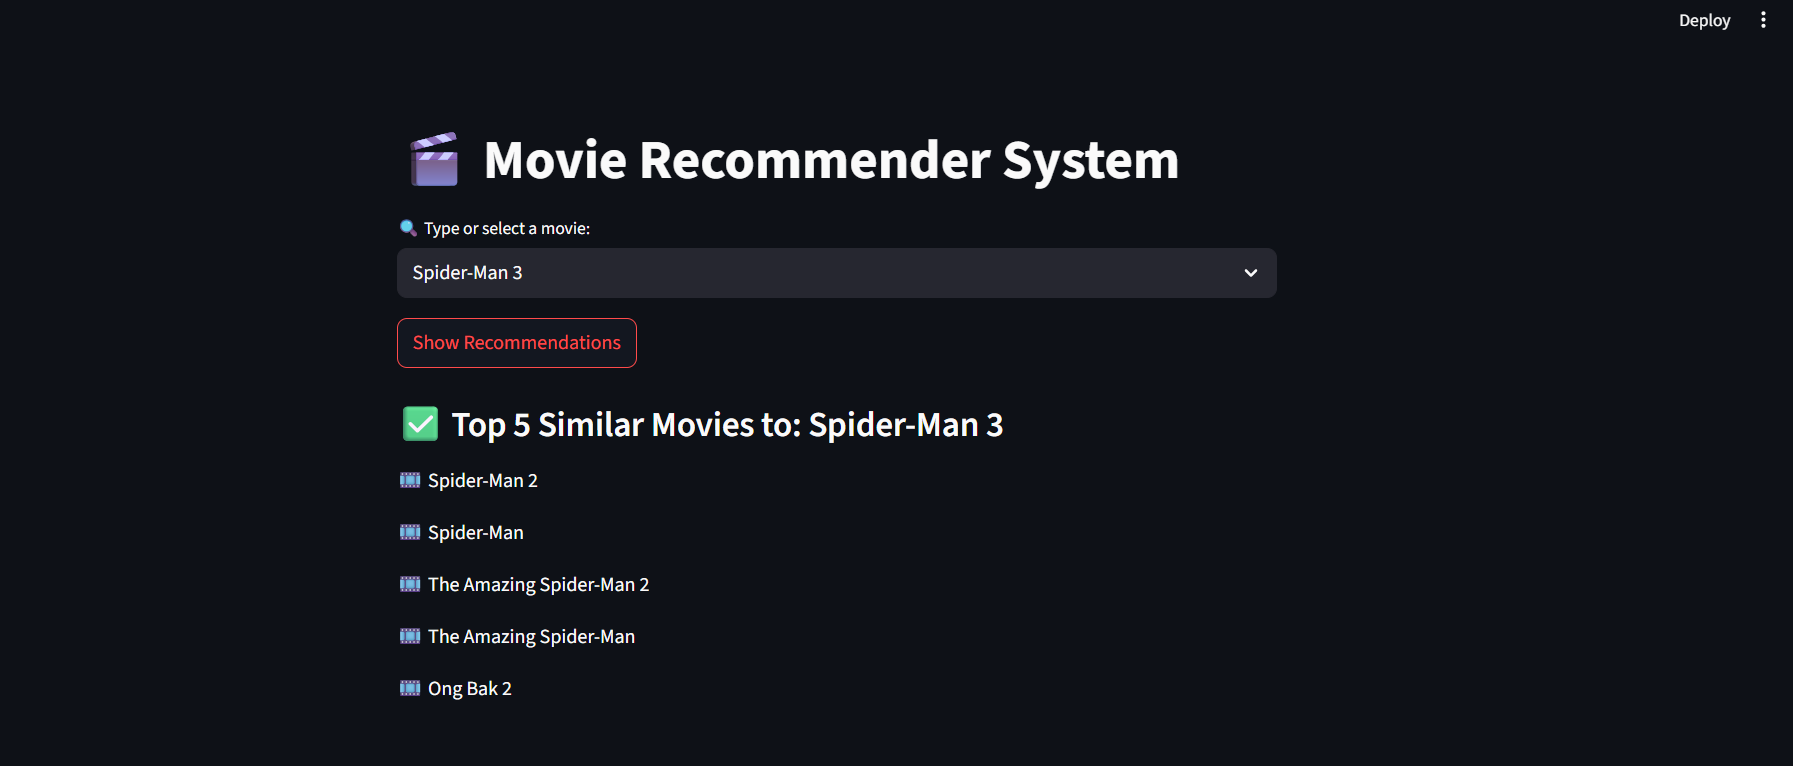 Deploy
Movie Recommender System
Type or select a movie:
Spider-Man 3
Show Recommendations
Top 5 Similar Movies to: Spider-Man 3
Spider-Man 2
Spider-Man
The Amazing Spider-Man 2
The Amazing Spider-Man
Ong Bak 2